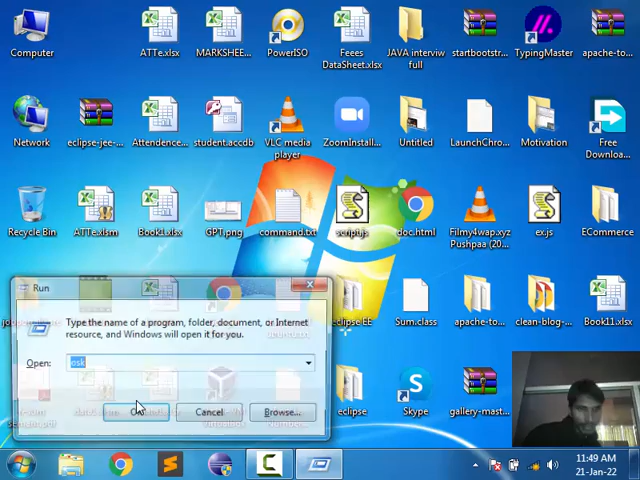 Computer
ATTe.xlsx
MARKSHEE...
PowerISO
Feees
DataSheet.xlsx
JAVA interviw
full
startbootstr...
TypingMaster
apache-to...
Network
eclipse-jee-...
Attendence...
student.accdb
VLC media
player
ZoomInstall...
Untitled
LaunchChro...
Motivation
Free
Downloa...
Recycle Bin
ATTe.xlsm
Book1.xlsx
GPT.png
command.txt
script.js
doc.html
Filmy4wap.xyz
Pushpaa (20...
ex.js
ECommerce
Run
Type the name of a program, folder, document, or Internet
resource, and Windows will open it for you.
Open:
osk
Cancel
Browse...
eclipse EE
Sum.class
apache-to...
clean-blog-...
Book11.xlsx
eclipse
Skype
gallery-mast...
11:49 AM
21-Jan-22